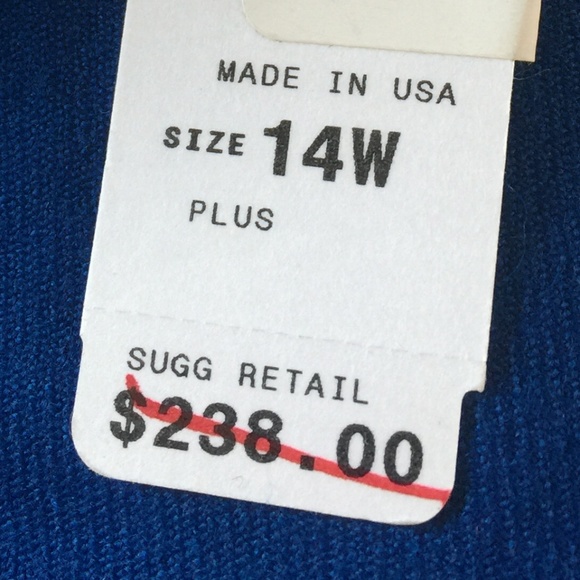 MADE IN USA
SIZE 14W
PLUS
SUGG RETAIL
$238.00